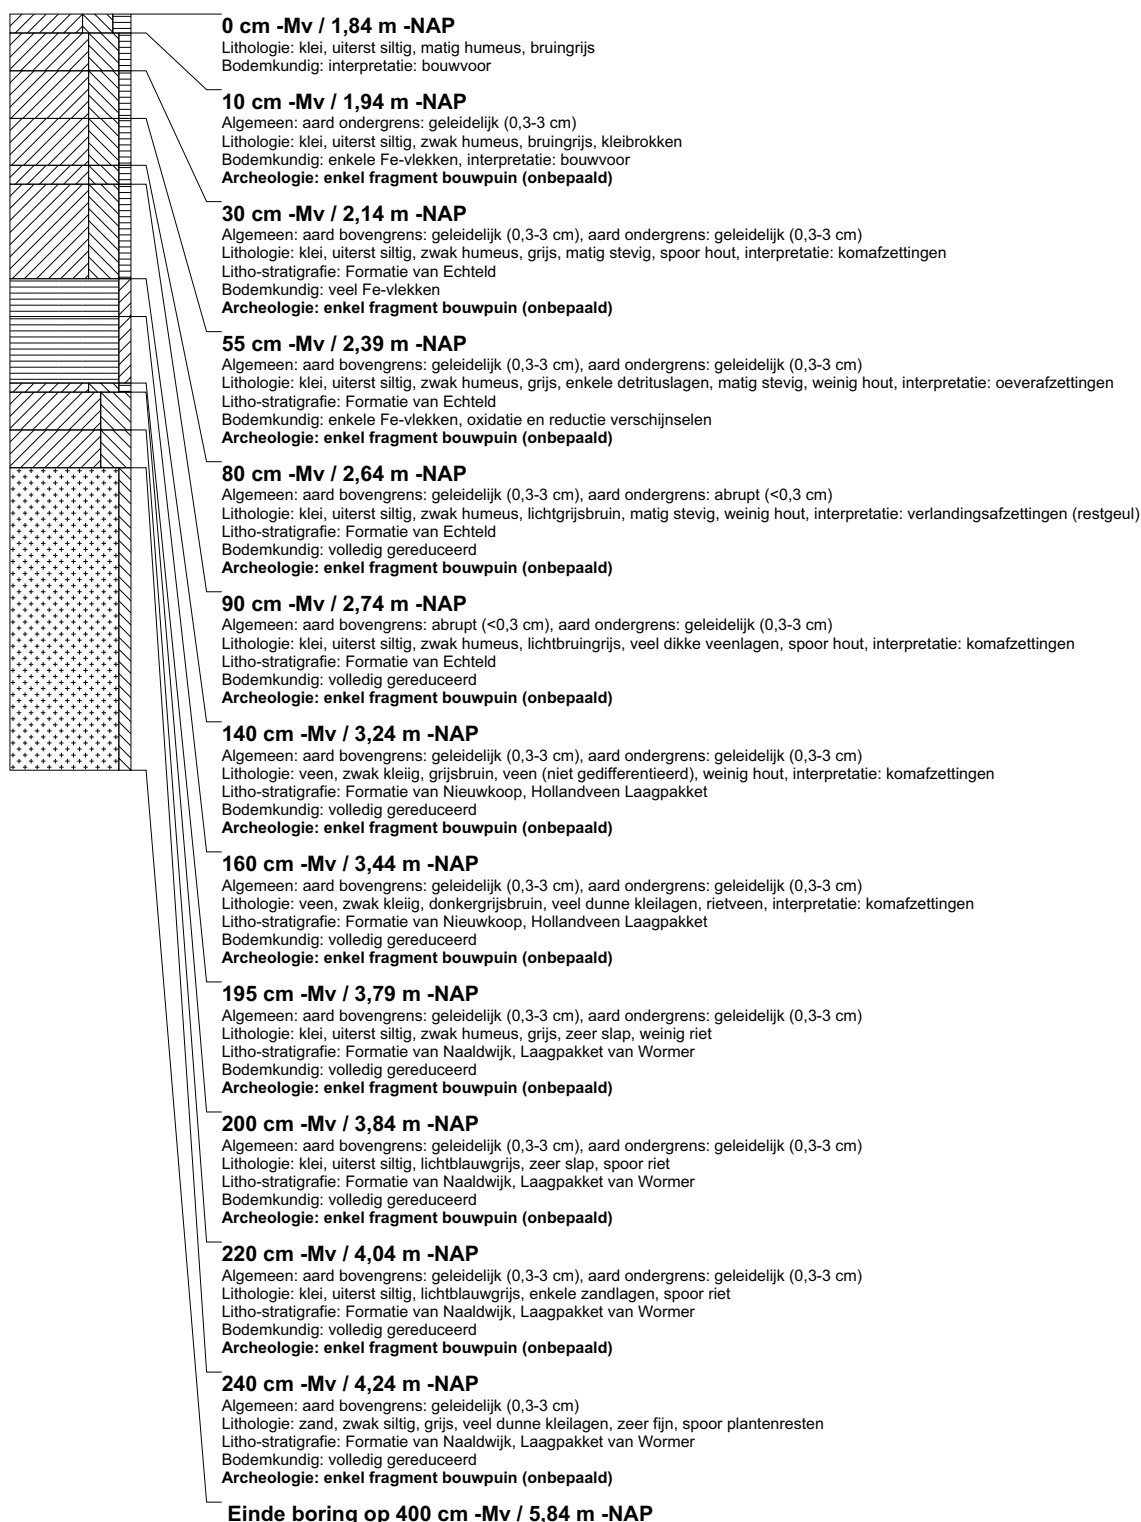 0 cm -Mv / 1,84 m -NAP
Lithologie: klei, uiterst siltig, matig humeus, bruingrijs
Bodemkundig: interpretatie: bouwvoor
10 cm -Mv / 1,94 m -NAP
Algemeen: aard ondergrens: geleidelijk (0,3-3 cm)
Lithologie: klei, uiterst siltig, zwak humeus, bruingrijs, kleibrokken
Bodemkundig: enkele Fe-vlekken, interpretatie: bouwvoor
Archeologie: enkel fragment bouwpuin (onbepaald)
30 cm -Mv / 2,14 m -NAP
Algemeen: aard bovengrens: geleidelijk (0,3-3 cm), aard ondergrens: geleidelijk (0,3-3 cm)
Lithologie: klei, uiterst siltig, zwak humeus, grijs, matig stevig, spoor hout, interpretatie: komafzettingen
Litho-stratigrafie: Formatie van Echteld
Bodemkundig: veel Fe-vlekken
Archeologie: enkel fragment bouwpuin (onbepaald)
55 cm -Mv / 2,39 m -NAP
Algemeen: aard bovengrens: geleidelijk (0,3-3 cm), aard ondergrens: geleidelijk (0,3-3 cm)
Lithologie: klei, uiterst siltig, zwak humeus, grijs, enkele detrituslagen, matig stevig, weinig hout, interpretatie: oeverafzettingen
Litho-stratigrafie: Formatie van Echteld
Bodemkundig: enkele Fe-vlekken, oxidatie en reductie verschijnselen
Archeologie: enkel fragment bouwpuin (onbepaald)
80 cm -Mv / 2,64 m -NAP
Algemeen: aard bovengrens: geleidelijk (0,3-3 cm), aard ondergrens: abrupt (<0,3 cm)
Lithologie: klei, uiterst siltig, zwak humeus, lichtgrijsbruin, matig stevig, weinig hout, interpretatie: verlandingsafzettingen (restgeul)
Litho-stratigrafie: Formatie van Echteld
Bodemkundig: volledig gereduceerd
Archeologie: enkel fragment bouwpuin (onbepaald)
90 cm -Mv / 2,74 m -NAP
Algemeen: aard bovengrens: abrupt (<0,3 cm), aard ondergrens: geleidelijk (0,3-3 cm)
Lithologie: klei, uiterst siltig, zwak humeus, lichtbruingrijs, veel dikke veenlagen, spoor hout, interpretatie: komafzettingen
Litho-stratigrafie: Formatie van Echteld
Bodemkundig: volledig gereduceerd
Archeologie: enkel fragment bouwpuin (onbepaald)
140 cm -Mv / 3,24 m -NAP
Algemeen: aard bovengrens: geleidelijk (0,3-3 cm), aard ondergrens: geleidelijk (0,3-3 cm)
Lithologie: veen, zwak kleiig, grijsbruin, veen (niet gedifferentieerd), weinig hout, interpretatie: komafzettingen
Litho-stratigrafie: Formatie van Nieuwkoop, Hollandveen Laagpakket
Bodemkundig: volledig gereduceerd
Archeologie: enkel fragment bouwpuin (onbepaald)
160 cm -Mv / 3,44 m -NAP
Algemeen: aard bovengrens: geleidelijk (0,3-3 cm), aard ondergrens: geleidelijk (0,3-3 cm)
Lithologie: veen, zwak kleiig, donkergrijsbruin, veel dunne kleilagen, rietveen, interpretatie: komafzettingen
Litho-stratigrafie: Formatie van Nieuwkoop, Hollandveen Laagpakket
Bodemkundig: volledig gereduceerd
Archeologie: enkel fragment bouwpuin (onbepaald)
195 cm -Mv / 3,79 m -NAP
Algemeen: aard bovengrens: geleidelijk (0,3-3 cm), aard ondergrens: geleidelijk (0,3-3 cm)
Lithologie: klei, uiterst siltig, zwak humeus, grijs, zeer slap, weinig riet
Litho-stratigrafie: Formatie van Naaldwijk, Laagpakket van Wormer
Bodemkundig: volledig gereduceerd
Archeologie: enkel fragment bouwpuin (onbepaald)
200 cm -Mv / 3,84 m -NAP
Algemeen: aard bovengrens: geleidelijk (0,3-3 cm), aard ondergrens: geleidelijk (0,3-3 cm)
Lithologie: klei, uiterst siltig, lichtblauwgrijs, zeer slap, spoor riet
Litho-stratigrafie: Formatie van Naaldwijk, Laagpakket van Wormer
Bodemkundig: volledig gereduceerd
Archeologie: enkel fragment bouwpuin (onbepaald)
220 cm -Mv / 4,04 m -NAP
Algemeen: aard bovengrens: geleidelijk (0,3-3 cm), aard ondergrens: geleidelijk (0,3-3 cm)
Lithologie: klei, uiterst siltig, lichtblauwgrijs, enkele zandlagen, spoor riet
Litho-stratigrafie: Formatie van Naaldwijk, Laagpakket van Wormer
Bodemkundig: volledig gereduceerd
Archeologie: enkel fragment bouwpuin (onbepaald)
240 cm -Mv / 4,24 m -NAP
Algemeen: aard bovengrens: geleidelijk (0,3-3 cm)
Lithologie: zand, zwak siltig, grijs, veel dunne kleilagen, zeer fijn, spoor plantenresten
Litho-stratigrafie: Formatie van Naaldwijk, Laagpakket van Wormer
Bodemkundig: volledig gereduceerd
Archeologie: enkel fragment bouwpuin (onbepaald)
Einde boring op 400 cm -Mv / 5,84 m -NAP